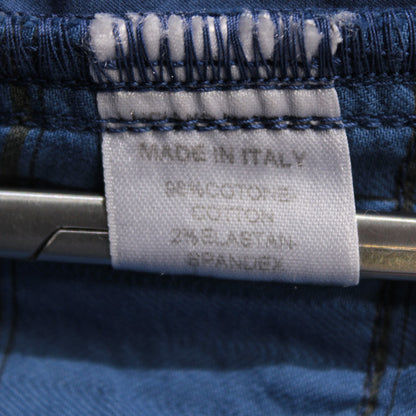 MADE IN ITALY
98%COTONE-
COTTON
2%ELASTAN-
SPANDEX